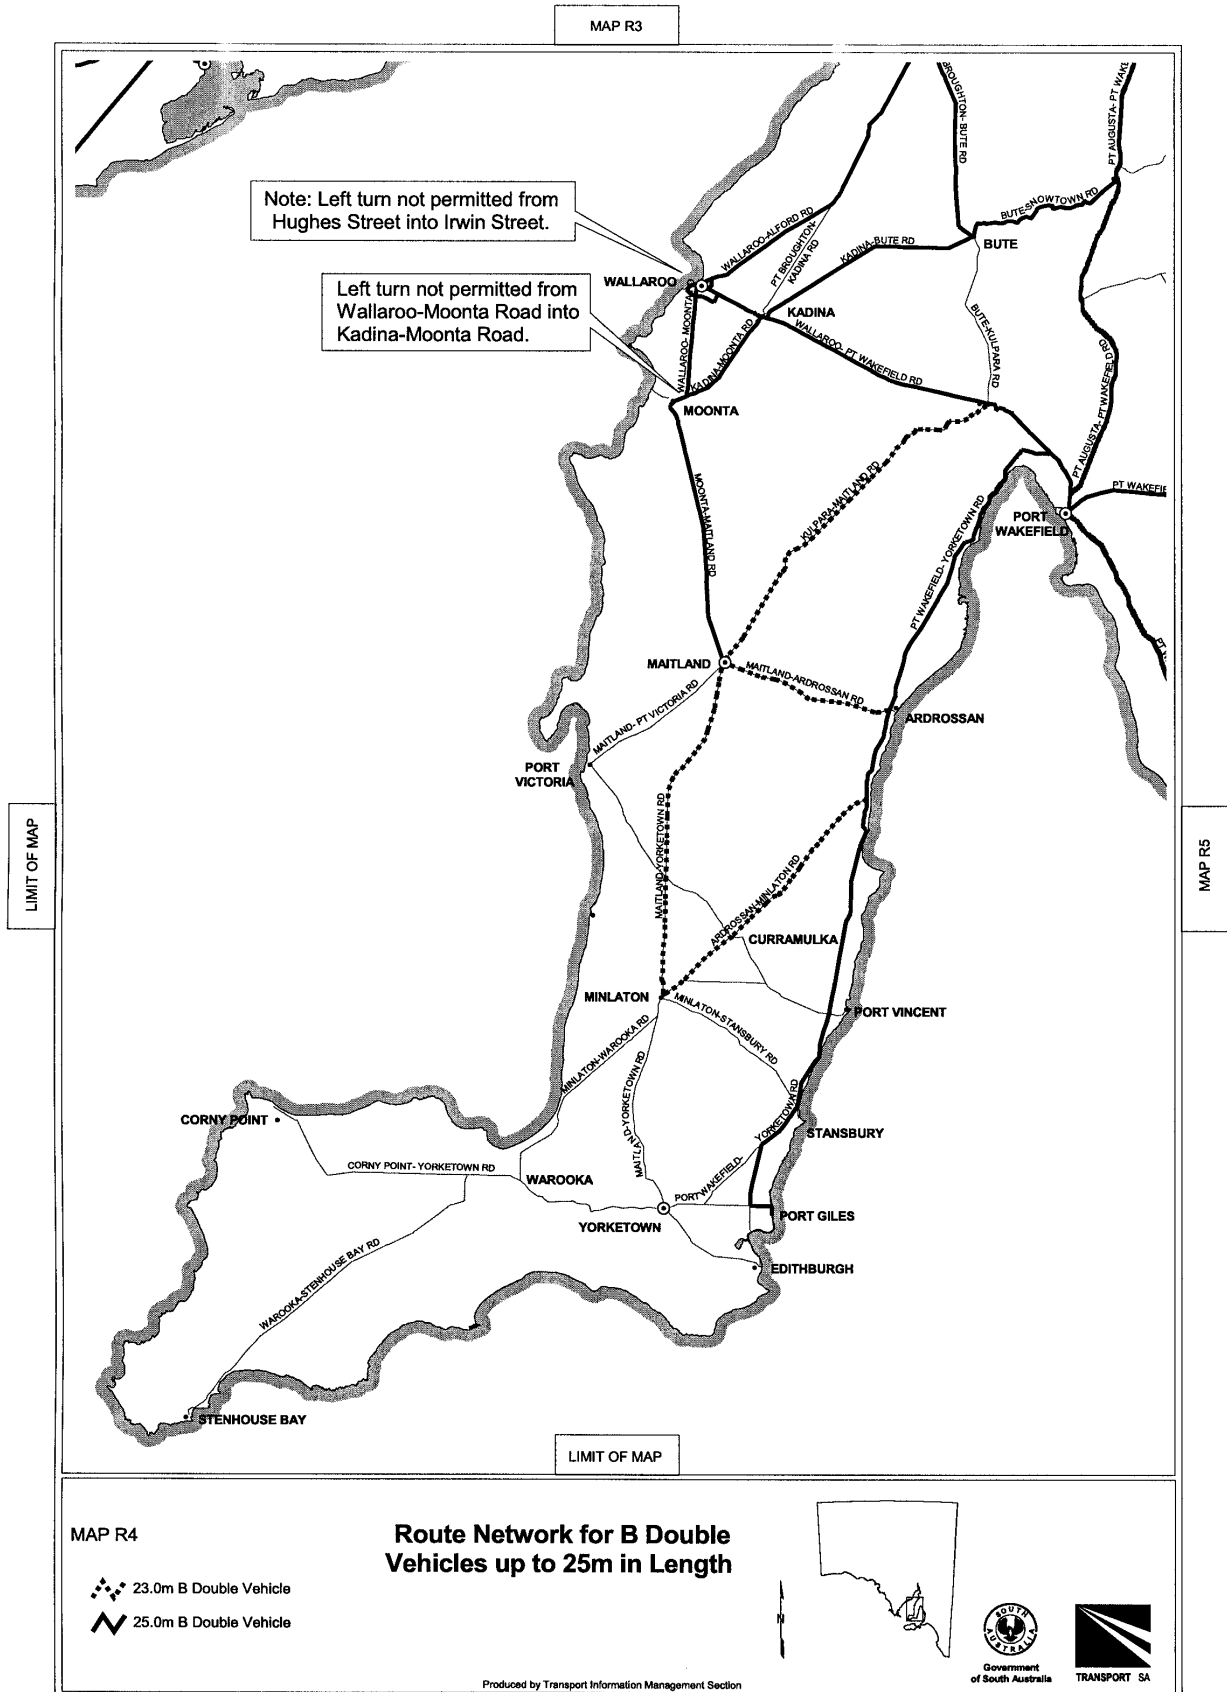 MAP R3
BROUGHTON- BUTE RD
PT AUGUSTA- PT WAKE
Note: Left turn not permitted from
Hughes Street into Irwin Street.
WALLAROO-ALFORD RD
PT BROUGHTON-
KADINA RD
KADINA-BUTE RD
BUTE-SNOWTOWN RD
BUTE
WALLAROO
Left turn not permitted from
Wallaroo-Moonta Road into
Kadina-Moonta Road.
WALLAROO- MOONTA
KADINA-MOONTA RD
KADINA
WALLAROO- PT WAKEFIELD RD
BUTE-KULPARA RD
PT AUGUSTA- PT WAKEFIELD RD
MOONTA
MOONTA-MAITLAND RD
KULPARA-MAITLAND RD
PT WAKEFIELD- YORKETOWN RD
PT WAKEFIE
PORT
WAKEFIELD
MAITLAND
MAITLAND-ARDROSSAN RD
MAITLAND- PT VICTORIA RD
ARDROSSAN
PORT
VICTORIA
MAITLAND-YORKETOWN RD
ARDROSSAN-MINLATON RD
LIMIT OF MAP
MAP R5
CURRAMULKA
MINLATON
MINLATON-STANSBURY RD
PORT VINCENT
MINLATON-WAROOKA RD
MAITLAND-YORKETOWN RD
CORNY POINT
PORT WAKEFIELD-
YORKETOWN RD
STANSBURY
CORNY POINT- YORKETOWN RD
WAROOKA
YORKETOWN
PORT GILES
WAROOKA-STENHOUSE BAY RD
EDITHBURGH
STENHOUSE BAY
LIMIT OF MAP
MAP R4
Route Network for B Double
Vehicles up to 25m in Length
23.0m B Double Vehicle
25.0m B Double Vehicle
N
SOUTH
AUSTRALIA
Government
of South Australia
TRANSPORT SA
Produced by Transport Information Management Section